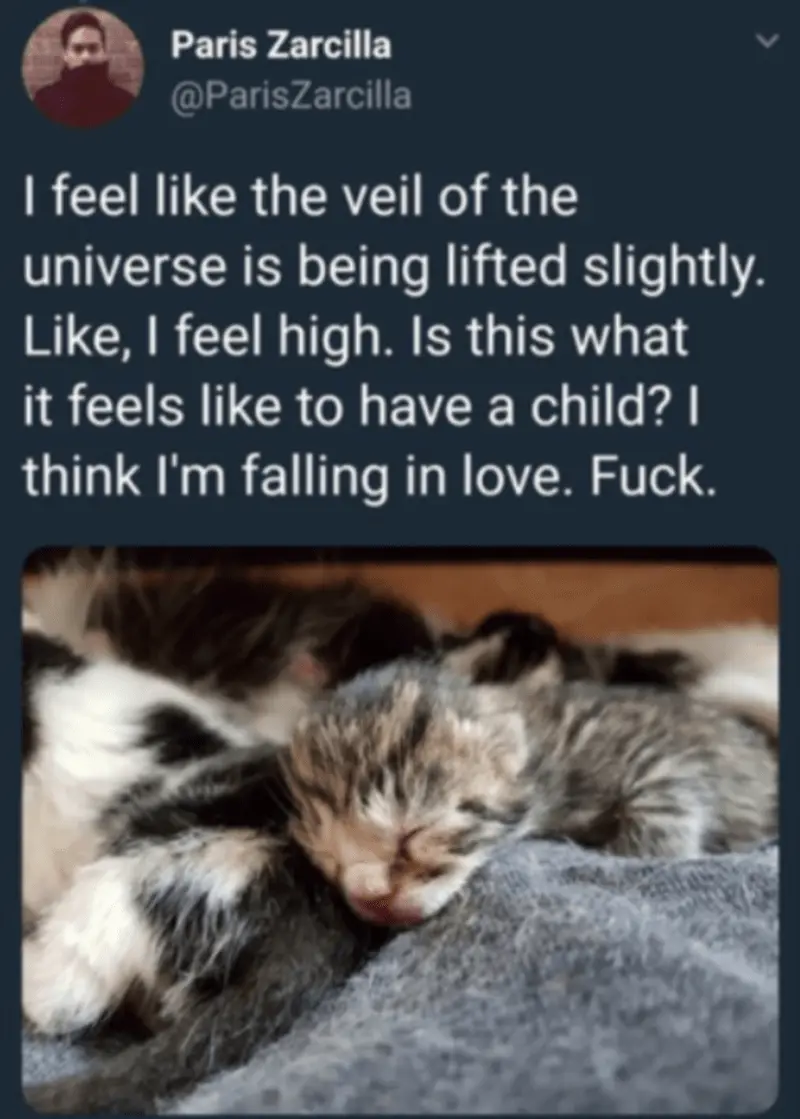 Paris Zarcilla
@ParisZarcilla
I feel like the veil of the
universe is being lifted slightly.
Like, I feel high. Is this what
it feels like to have a child? I
think I'm falling in love. Fuck.